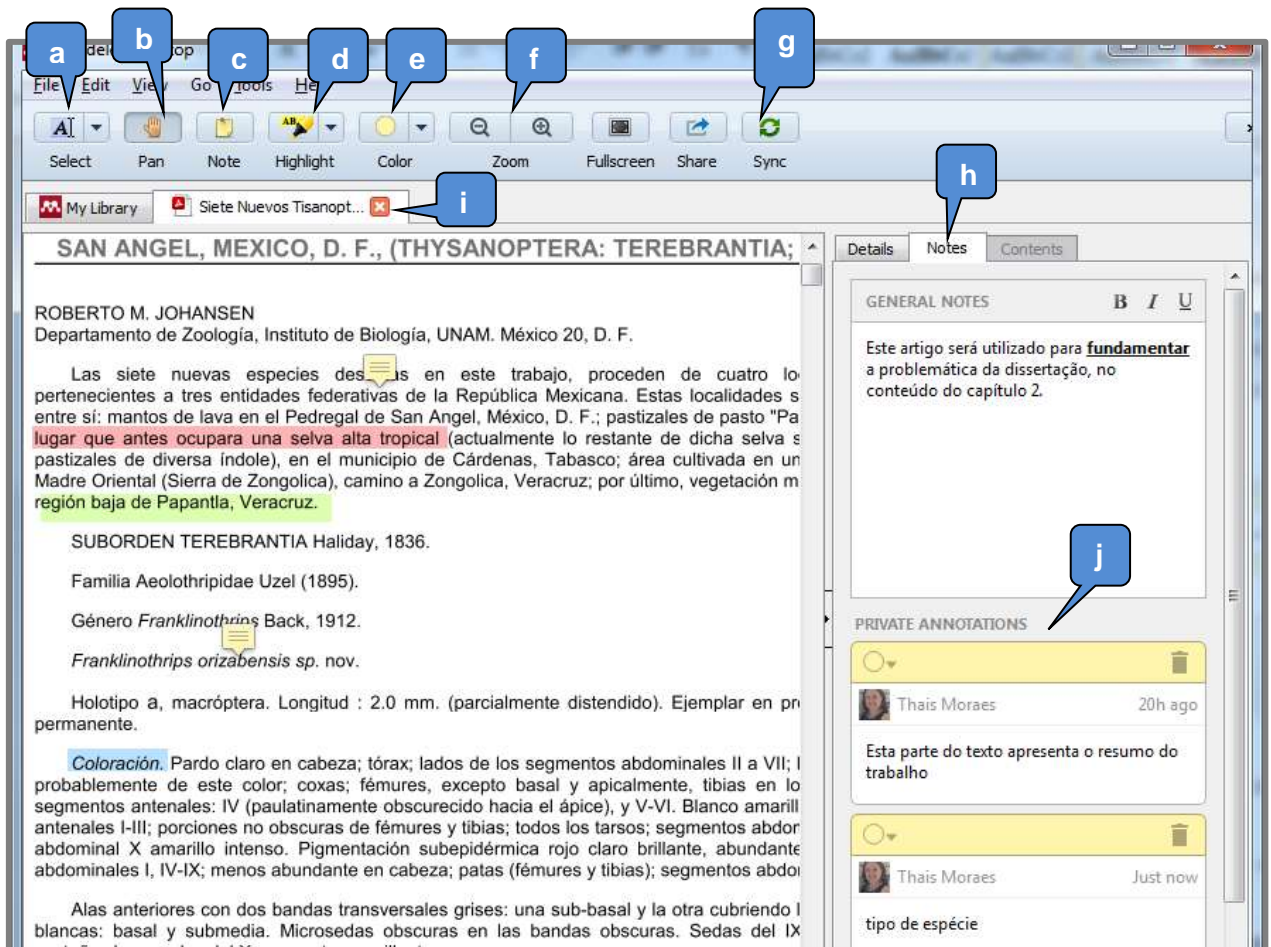 a
b
c
d
e
f
g
File Edit View Go Tools
AI
AB
Select Pan Note Highlight Color Zoom Fullscreen Share Sync
h
i
My Library Siete Nuevos Tisanopt...
SAN ANGEL, MEXICO, D. F., (THYSANOPTERA: TEREBRANTIA;
ROBERTO M. JOHANSEN
Departamento de Zoología, Instituto de Biología, UNAM. México 20, D. F.
Las siete nuevas especies en este trabajo, proceden de cuatro
pertenecientes a tres entidades federativas de la República Mexicana. Estas localidades
entre sí: mantos de lava en el Pedregal de San Angel, México, D. F.; pastizales de pasto "Pa
lugar que antes ocupara una selva alta tropical (actualmente lo restante de dicha selva s
pastizales de diversa índole), en el municipio de Cárdenas, Tabasco; área cultivada en un
Madre Oriental (Sierra de Zongolica), camino a Zongolica, Veracruz; por último, vegetación m
región baja de Papantla, Veracruz.
SUBORDEN TEREBRANTIA Haliday, 1836.
Familia Aeolothripidae Uzel (1895).
Género Franklinothrips Back, 1912.
Franklinothrips orizabensis sp. nov.
Holotipo a, macróptera. Longitud : 2.0 mm. (parcialmente distendido). Ejemplar en pr
permanente.
Coloración. Pardo claro en cabeza; tórax; lados de los segmentos abdominales II a VII;
probablemente de este color; coxas; fémures, excepto basal y apicalmente, tibias en lo
segmentos antenales: IV (paulatinamente obscurecido hacia el ápice), y V-VI. Blanco amarill
antenales I-III; porciones no obscuras de fémures y tibias; todos los tarsos; segmentos abdor
abdominal X amarillo intenso. Pigmentación subepidérmica rojo claro brillante, abundante
abdominales I, IV-IX; menos abundante en cabeza; patas (fémures y tibias); segmentos abdo
Alas anteriores con dos bandas transversales grises: una sub-basal y la otra cubriendo
blancas: basal y submedia. Microsedas obscuras en las bandas obscuras. Sedas del IX
Details Notes Contents
GENERAL NOTES B I U
Este artigo será utilizado para fundamentar
a problemática da dissertação, no
conteúdo do capítulo 2.
j
PRIVATE ANNOTATIONS
Thais Moraes 20h ago
Esta parte do texto apresenta o resumo do
trabalho
Thais Moraes Just now
tipo de espécie